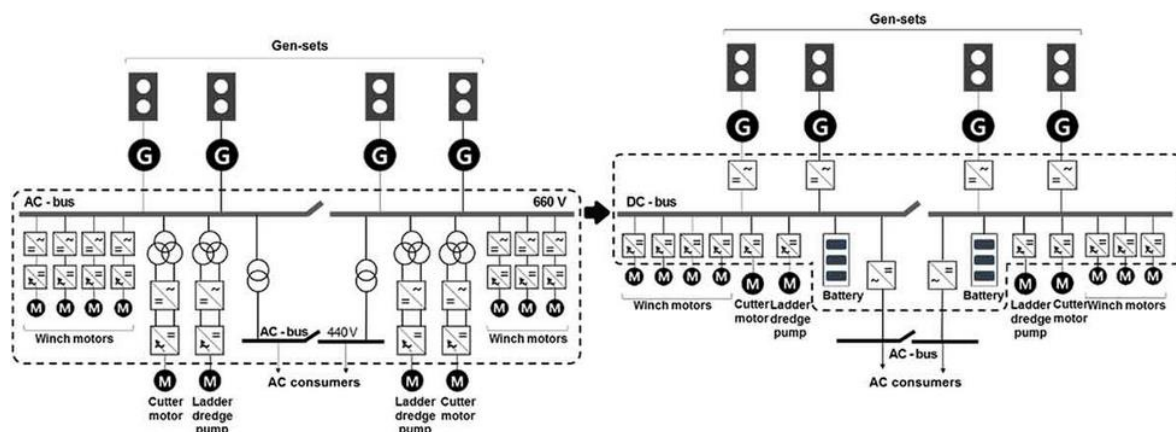 Gen-sets
G G G G
AC - bus
660 V
M M M M
M M M
Winch motors
AC - bus
440 V
Winch motors
AC consumers
M M
M M
Cutter
motor
Ladder
dredge
pump
Ladder
dredge
pump
Cutter
motor
Gen-sets
G G G G
DC - bus
M M M M M M
M M M M M
Winch motors
Cutter
motor
Ladder
dredge
pump
Battery
Battery
Ladder
dredge
pump
Cutter
motor
Winch motors
AC - bus
AC consumers